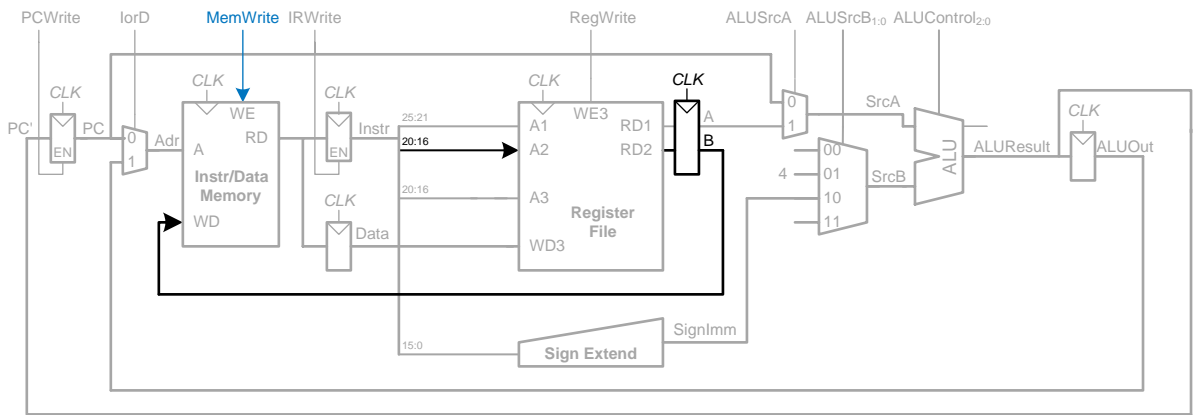 PCWrite IorD MemWrite IRWrite RegWrite ALUSrcA ALUSrcB1:0 ALUControl2:0
CLK CLK CLK CLK CLK CLK
PC' PC EN 0 1 Adr
WE
A RD
Instr/Data
Memory
WD
EN Instr
CLK
Data
25:21
20:16
20:16
15:0
WE3
A1 RD1
A2 RD2
A3
Register
File
WD3
A
B
0
1
SrcA
00
4 01
10
11
SrcB
ALU
ALUResult ALUOut
SignImm
Sign Extend